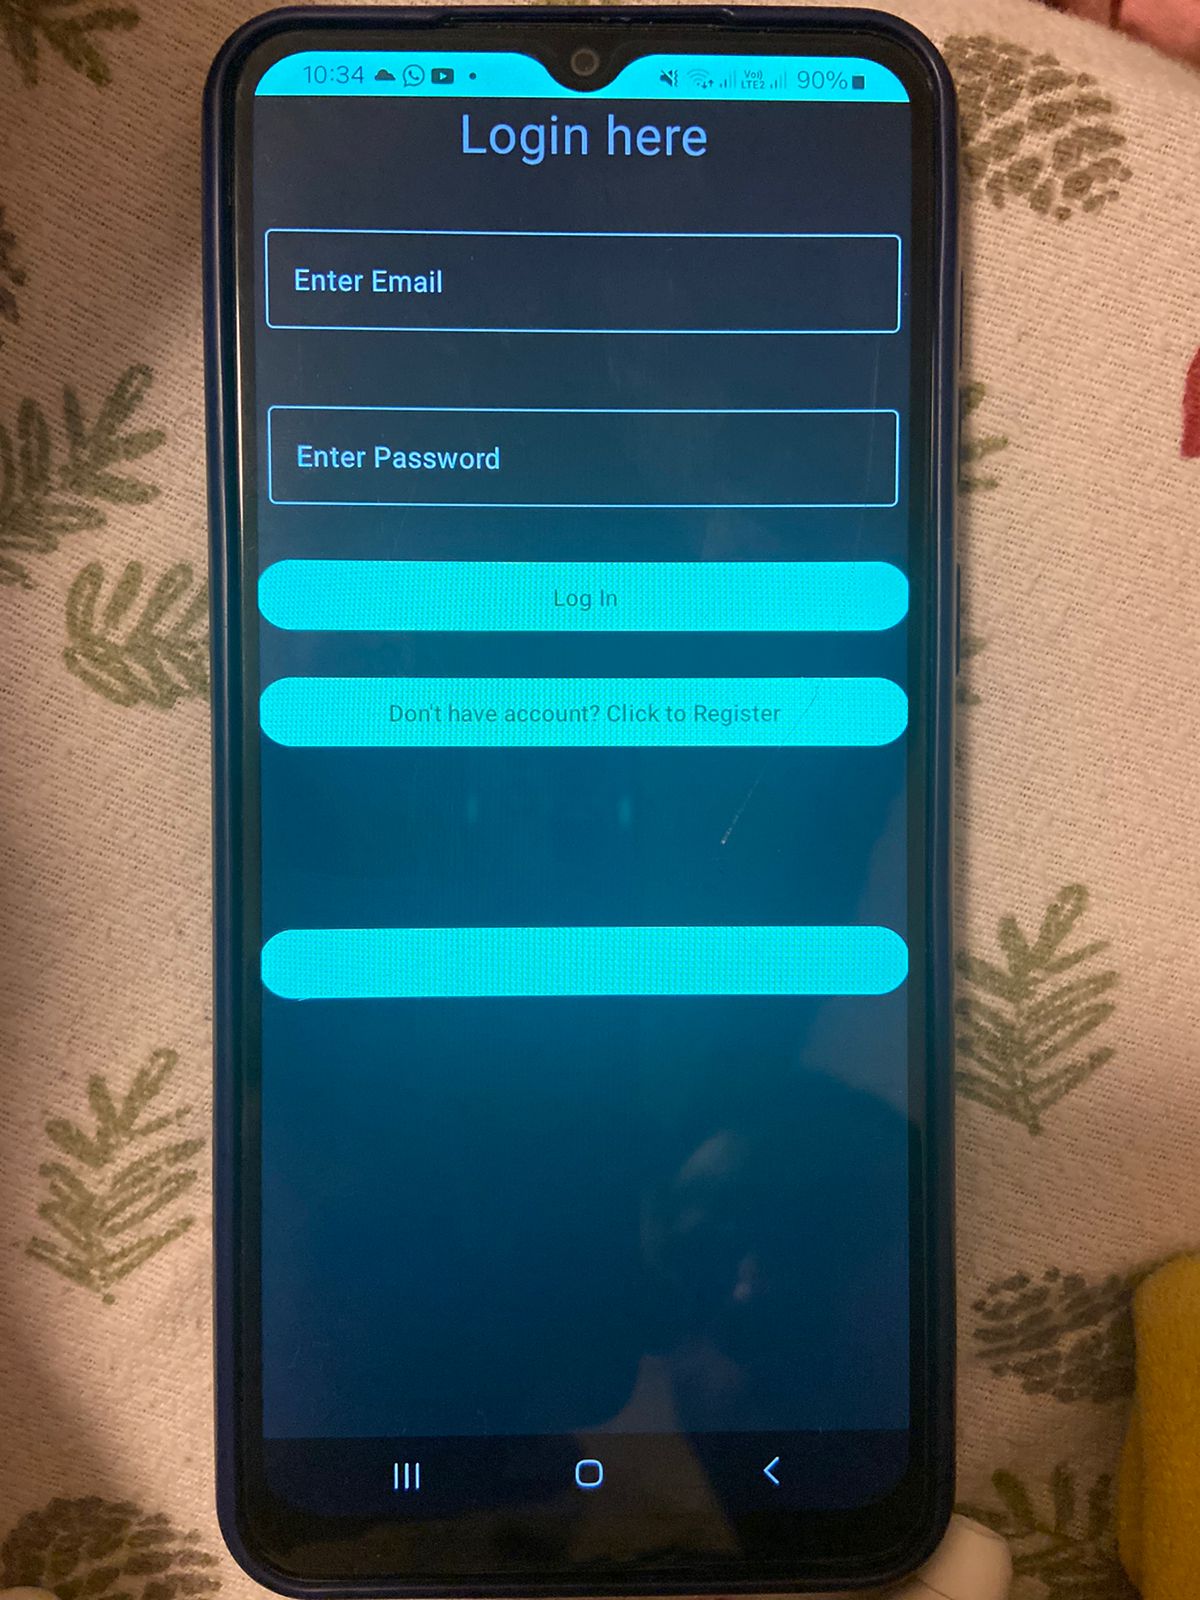 10:34
Vo)) LTE2 90%
Login here
Enter Email
Enter Password
Log In
Don't have account? Click to Register